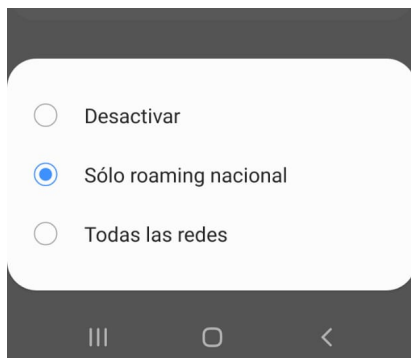 Desactivar
Sólo roaming nacional
Todas las redes